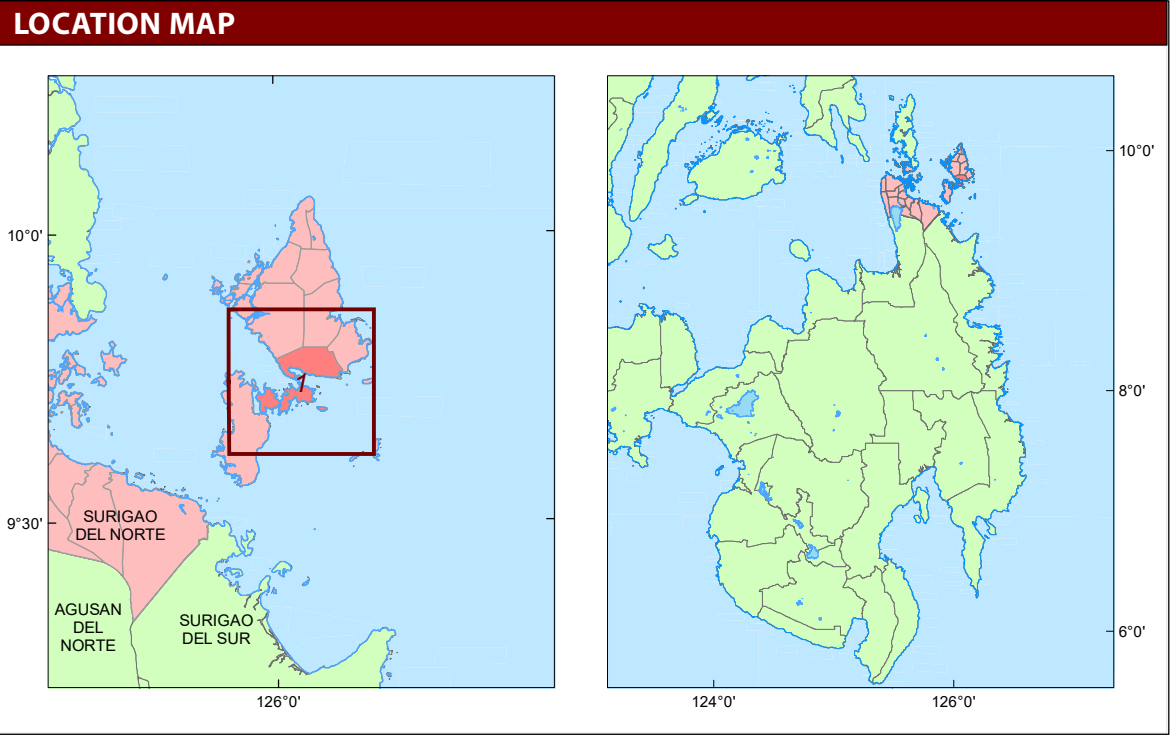 LOCATION MAP
10°0'
9°30'
126°0'
1
SURIGAO
DEL NORTE
AGUSAN
DEL
NORTE
SURIGAO
DEL SUR
10°0'
8°0'
6°0'
124°0'
126°0'